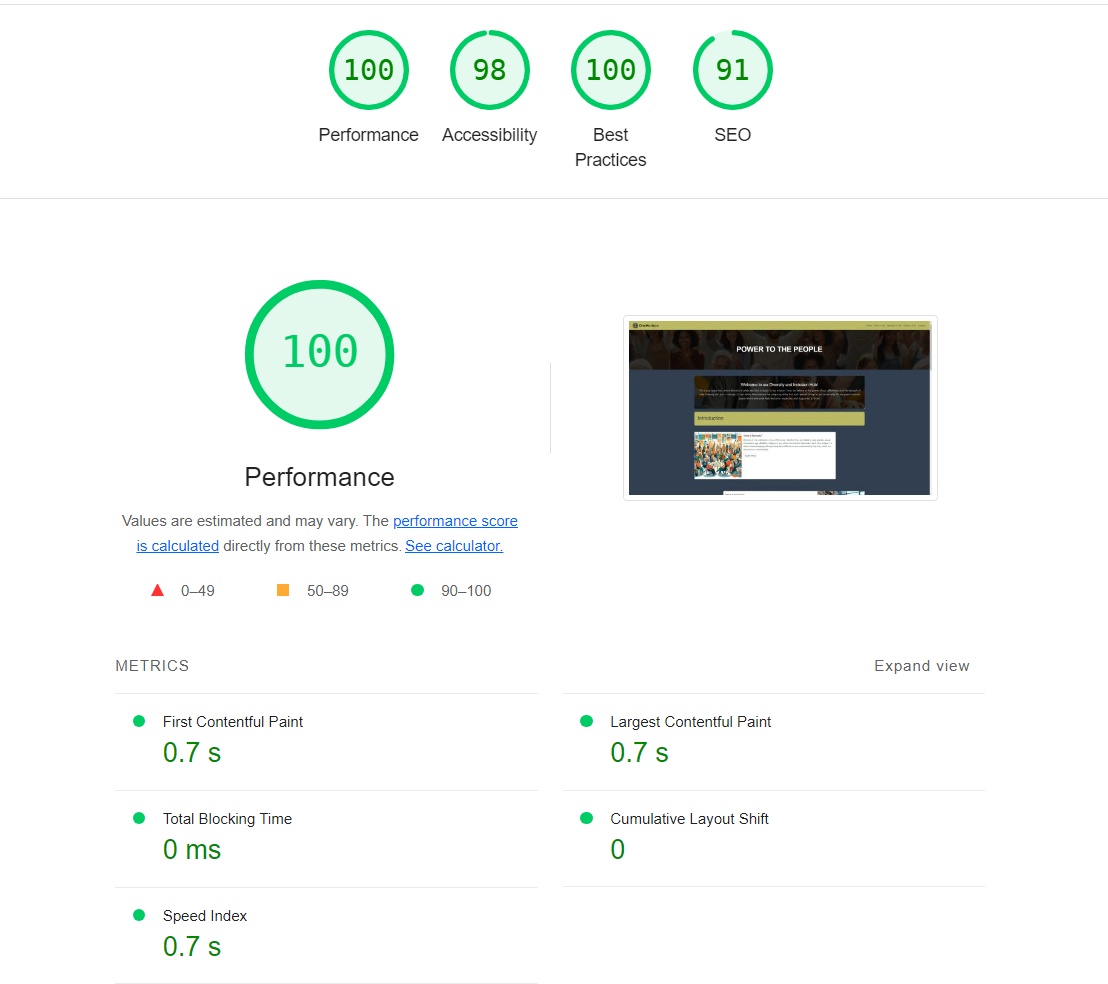 100
98
100
91
Performance
Accessibility
Best
Practices
SEO
100
Performance
Values are estimated and may vary. The performance score
is calculated directly from these metrics. See calculator.
0–49
50–89
90–100
POWER TO THE PEOPLE
Welcome to our Diversity and Inclusion Hub!
Introduction
METRICS
Expand view
First Contentful Paint
0.7 s
Largest Contentful Paint
0.7 s
Total Blocking Time
0 ms
Cumulative Layout Shift
0
Speed Index
0.7 s